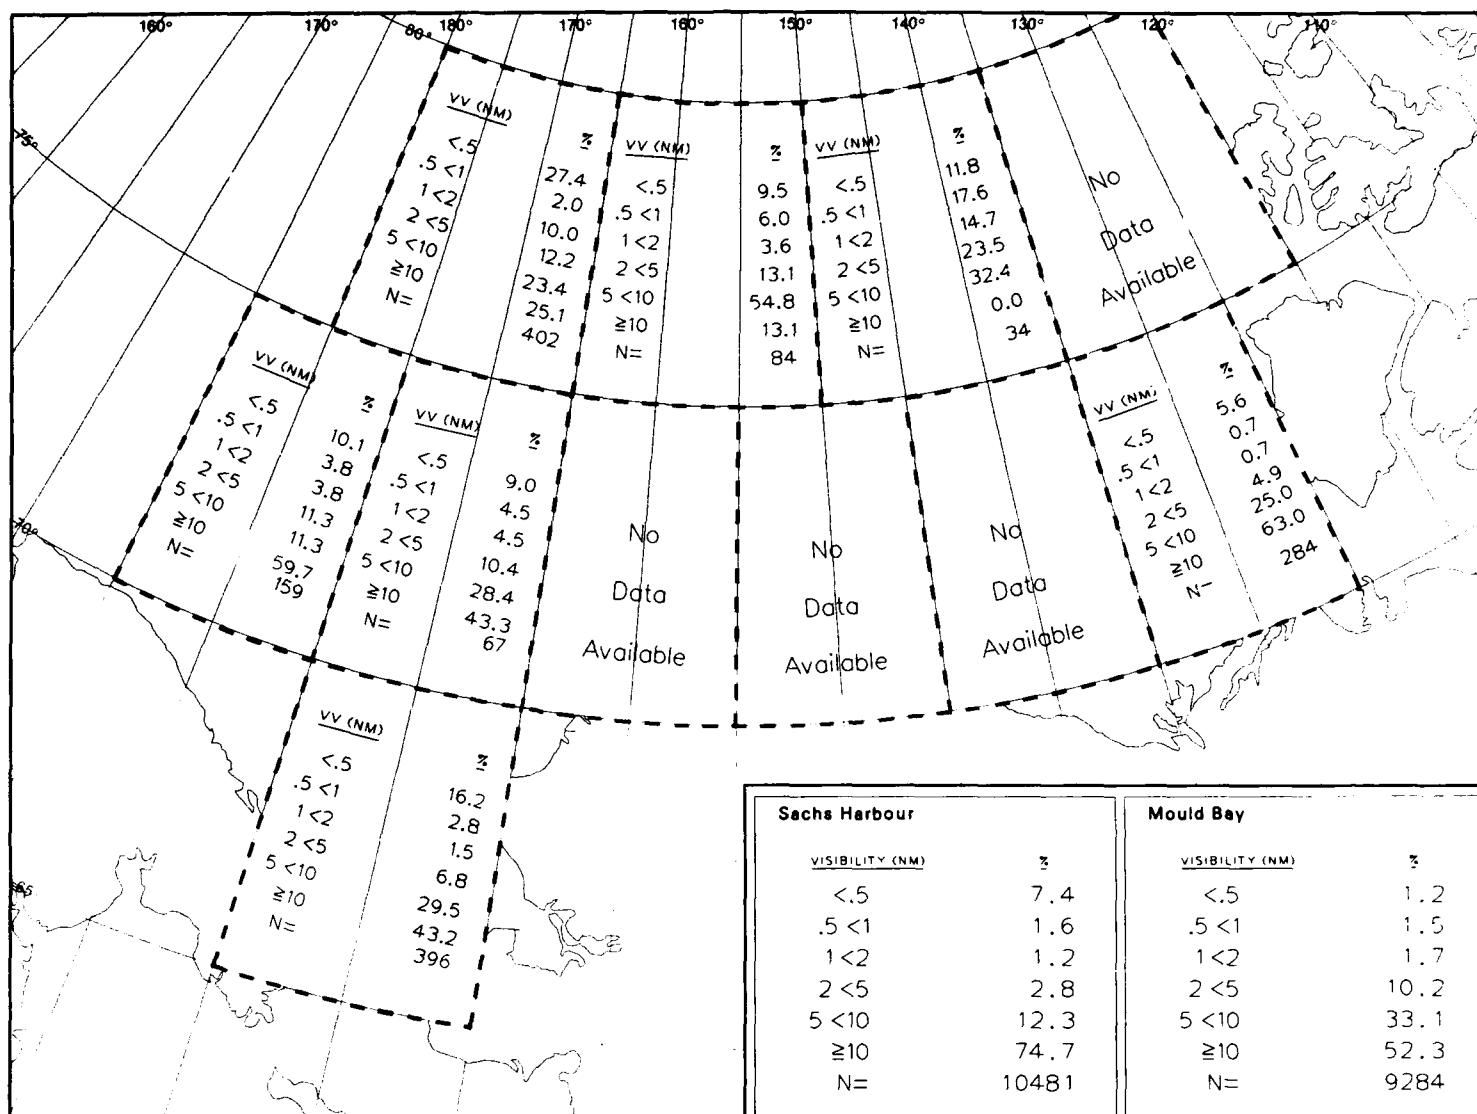 160° 170° 180° 170° 160° 150° 140° 130° 120° 110°
80°
75°
70°
65
VV (NM) %
<.5 27.4
.5 <1 2.0
1 <2 10.0
2 <5 12.2
5 <10 23.4
≧10 25.1
N= 402
VV (NM) %
<.5 9.5
.5 <1 6.0
1 <2 3.6
2 <5 13.1
5 <10 54.8
≧10 13.1
N= 84
VV (NM) %
<.5 11.8
.5 <1 17.6
1 <2 14.7
2 <5 23.5
5 <10 32.4
≧10 0.0
N= 34
No
Data
Available
VV (NM) %
<.5 10.1
.5 <1 3.8
1 <2 3.8
2 <5 11.3
5 <10 11.3
≧10 59.7
N= 159
VV (NM) %
<.5 9.0
.5 <1 4.5
1 <2 4.5
2 <5 10.4
5 <10 28.4
≧10 43.3
N= 67
No
Data
Available
No
Data
Available
No
Data
Available
VV (NM) %
<.5 5.6
.5 <1 0.7
1 <2 0.7
2 <5 4.9
5 <10 25.0
≧10 63.0
N- 284
VV (NM) %
<.5 16.2
.5 <1 2.8
1 <2 1.5
2 <5 6.8
5 <10 29.5
≧10 43.2
N= 396
Sachs Harbour
VISIBILITY (NM) %
<.5 7.4
.5 <1 1.6
1<2 1.2
2 <5 2.8
5 <10 12.3
≧10 74.7
N= 10481
Mould Bay
VISIBILITY (NM) %
<.5 1.2
.5 <1 1.5
1<2 1.7
2 <5 10.2
5 <10 33.1
≧10 52.3
N= 9284